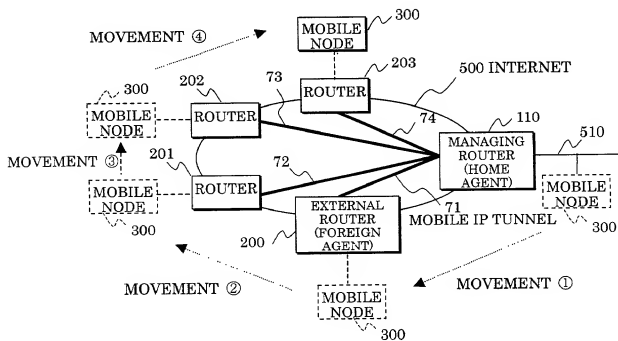 MOVEMENT ④
MOBILE
NODE
300
300
MOBILE
NODE
202
ROUTER
73
ROUTER
203
500 INTERNET
110
74
MANAGING
ROUTER
(HOME
AGENT)
510
MOVEMENT ③
201
MOBILE
NODE
300
ROUTER
72
EXTERNAL
ROUTER
(FOREIGN
AGENT)
200
71
MOBILE IP TUNNEL
MOBILE
NODE
300
MOVEMENT ②
MOBILE
NODE
300
MOVEMENT ①